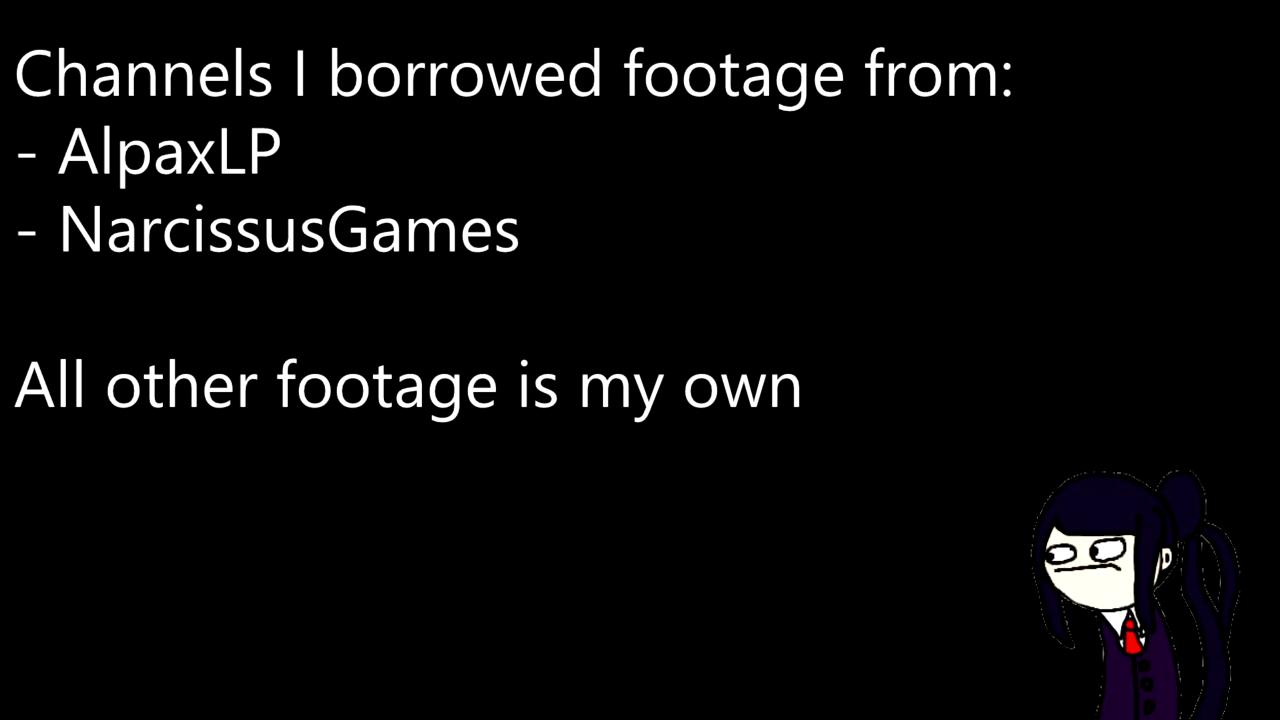 Channels I borrowed footage from:
- AlpaxLP
- NarcissusGames
All other footage is my own